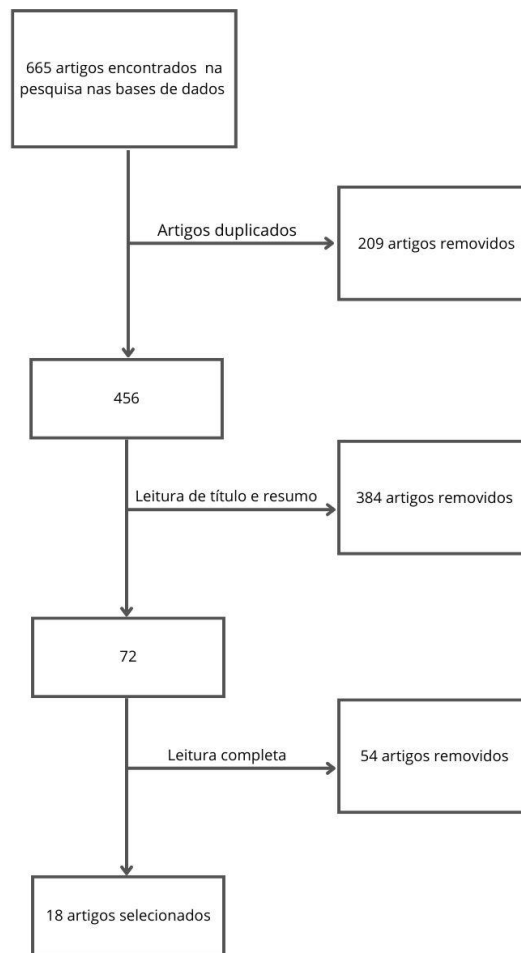 665 artigos encontrados na
pesquisa nas bases de dados
Artigos duplicados
209 artigos removidos
456
Leitura de título e resumo
384 artigos removidos
72
Leitura completa
54 artigos removidos
18 artigos selecionados